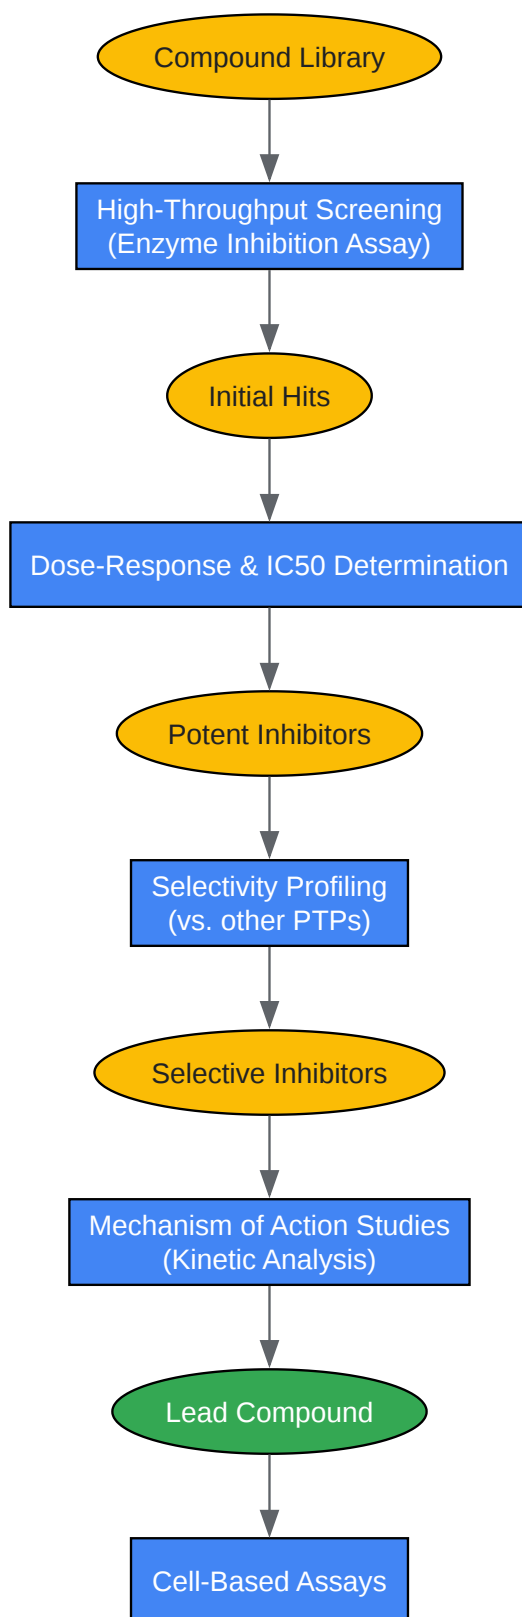 Compound Library
High-Throughput Screening
(Enzyme Inhibition Assay)
Initial Hits
Dose-Response & IC50 Determination
Potent Inhibitors
Selectivity Profiling
(vs. other PTPs)
Selective Inhibitors
Mechanism of Action Studies
(Kinetic Analysis)
Lead Compound
Cell-Based Assays